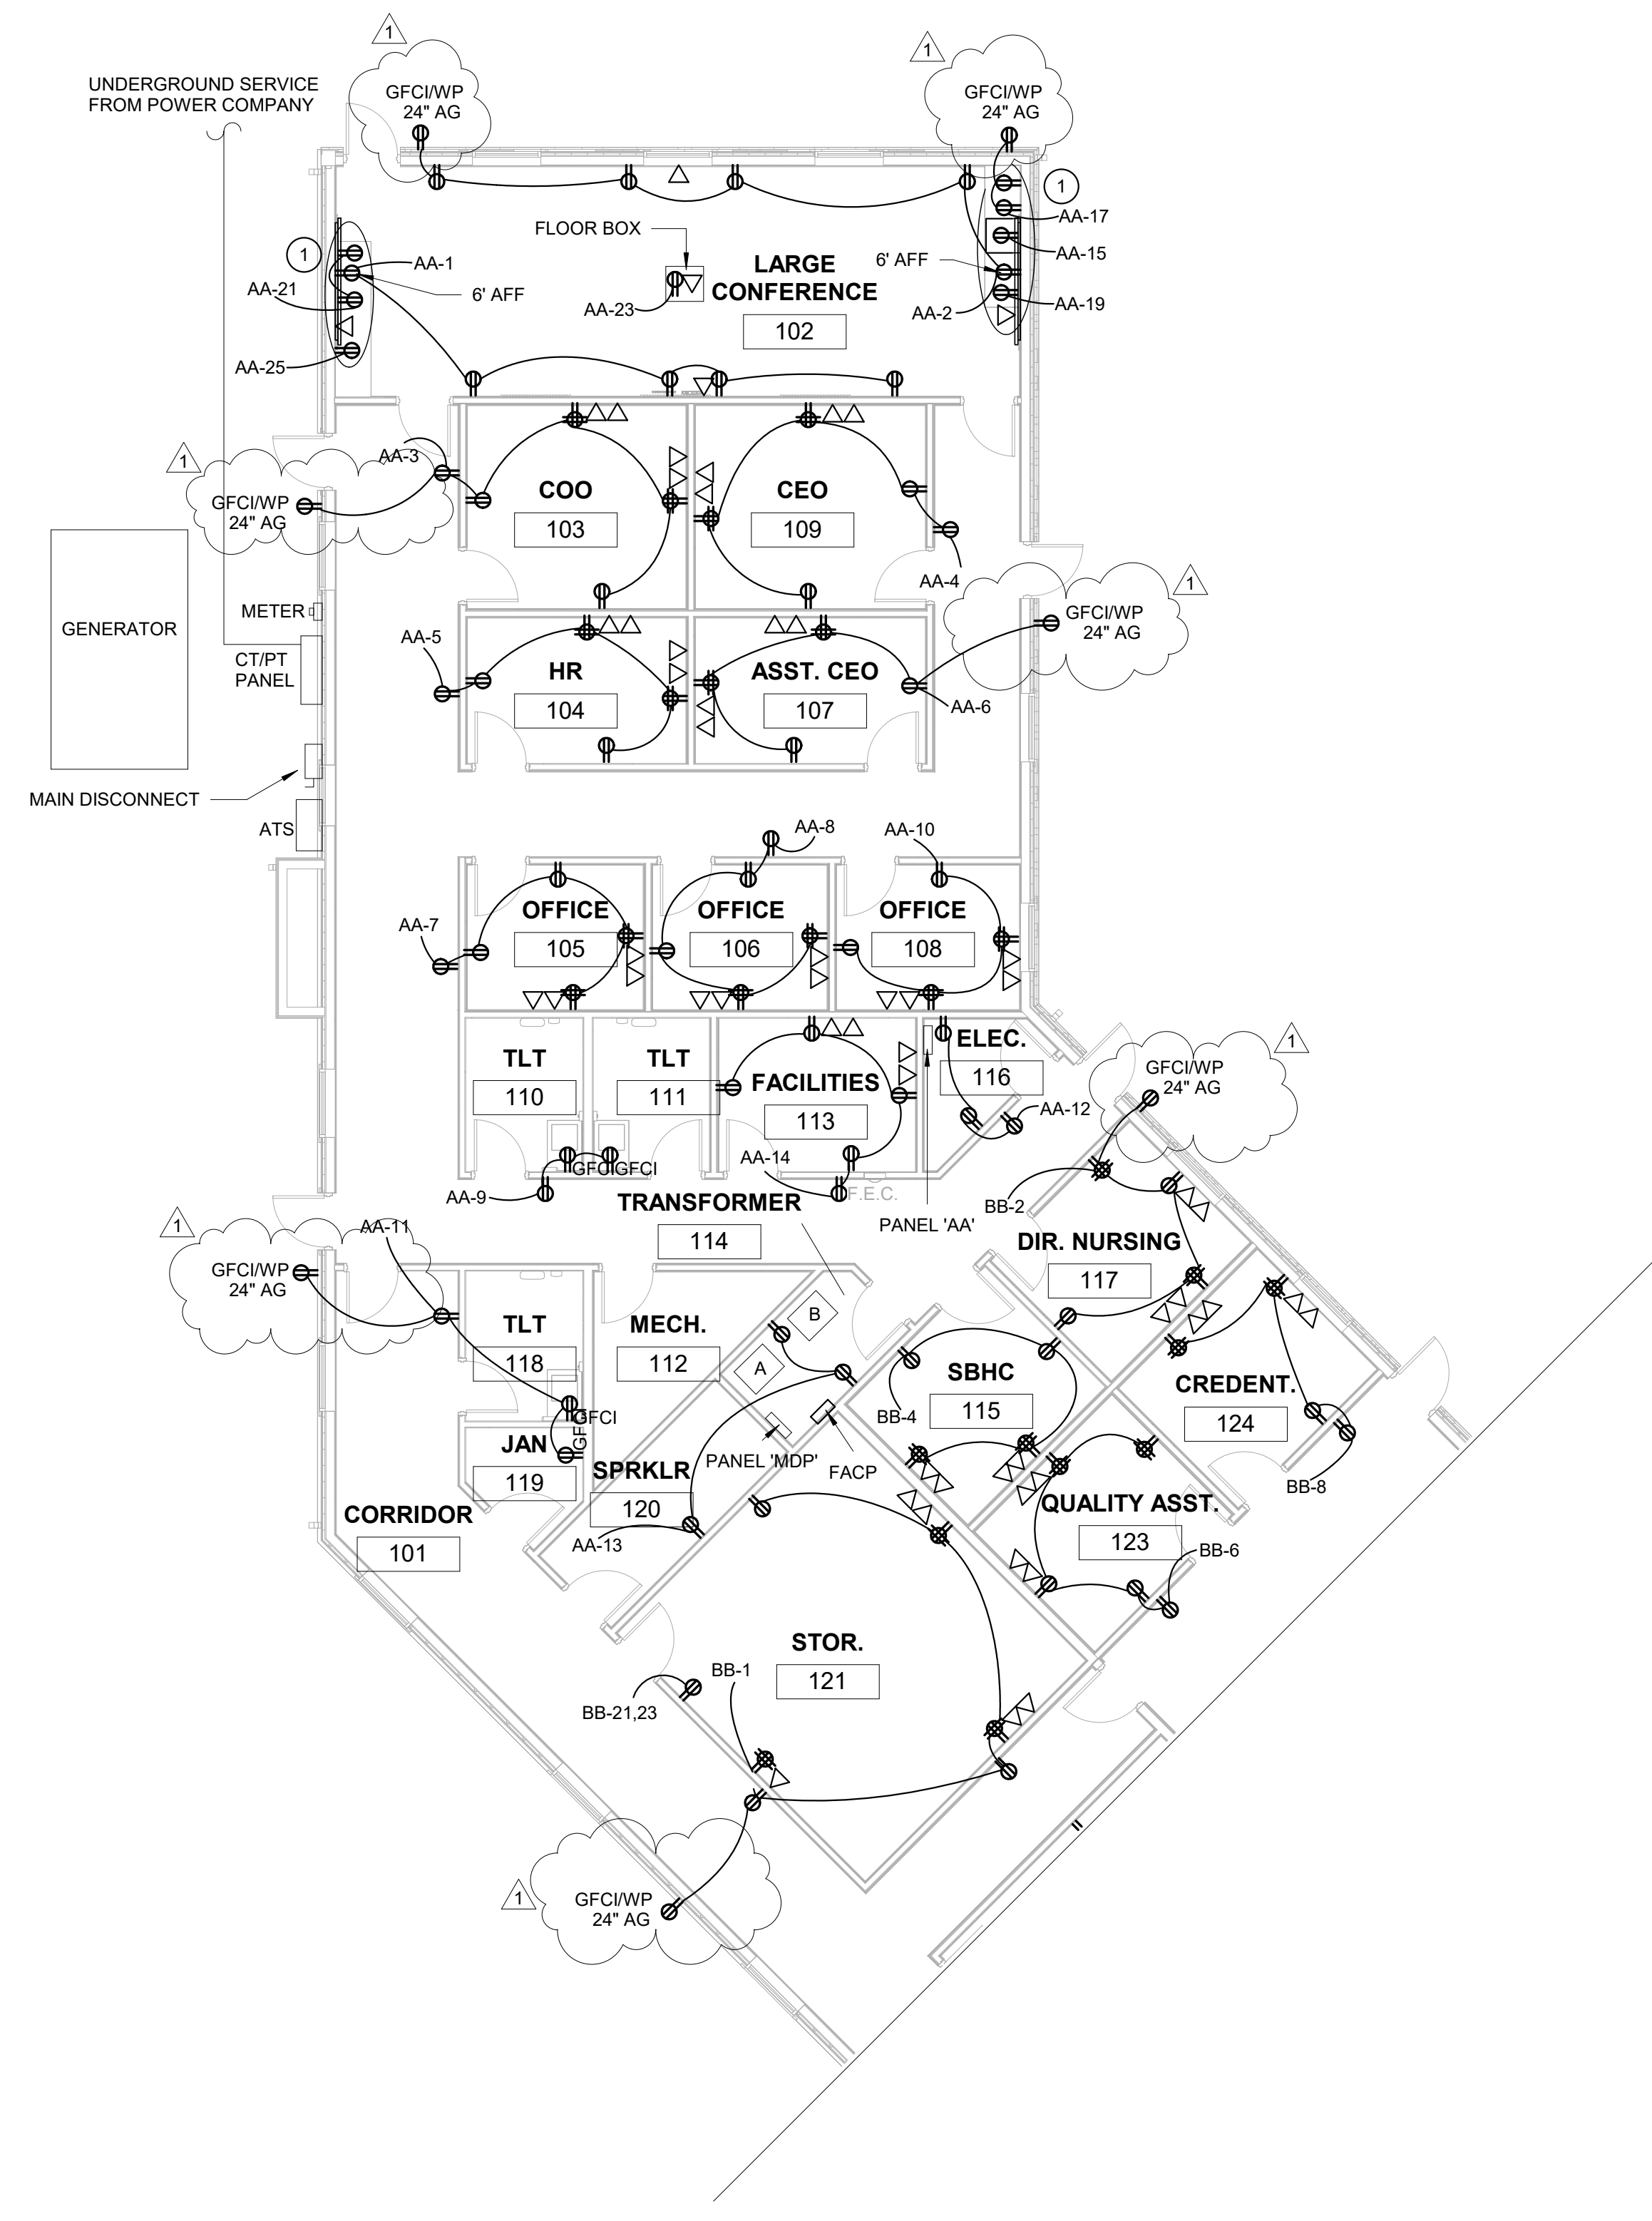 1
1
UNDERGROUND SERVICE
FROM POWER COMPANY
GFCI/WP
24" AG
GFCI/WP
24" AG
1
AA-17
FLOOR BOX
1
AA-1
AA-15
6' AFF
LARGE
CONFERENCE
102
AA-21
6' AFF
AA-23
AA-2
AA-19
AA-25
1
AA-3
GFCI/WP
24" AG
COO
103
CEO
109
AA-4
1
GENERATOR
METER
CT/PT
PANEL
AA-5
GFCI/WP
24" AG
HR
104
ASST. CEO
107
AA-6
MAIN DISCONNECT
ATS
AA-8
AA-10
AA-7
OFFICE
105
OFFICE
106
OFFICE
108
TLT
110
TLT
111
FACILITIES
113
ELEC.
116
1
GFCI/WP
24" AG
AA-12
AA-14
GFCI
GFCI
AA-9
F.E.C.
TRANSFORMER
114
PANEL 'AA'
BB-2
1
AA-11
GFCI/WP
24" AG
DIR. NURSING
117
B
A
TLT
118
MECH.
112
SBHC
115
CREDENT.
124
BB-4
GFCI
GFCI
JAN
119
SPRKLR
120
PANEL 'MDP'
FACP
BB-8
CORRIDOR
101
AA-13
QUALITY ASST.
123
BB-6
STOR.
121
BB-1
BB-21,23
1
GFCI/WP
24" AG